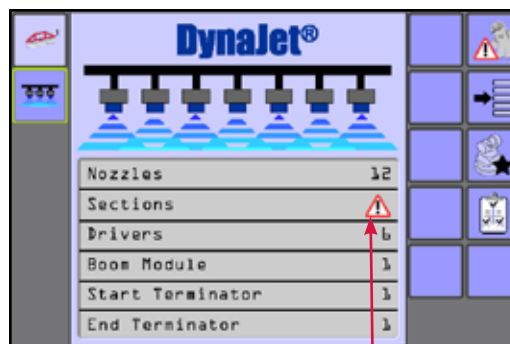 DynaJet®
Nozzles 12
Sections
Drivers 6
Boom Module 1
Start Terminator 1
End Terminator 1